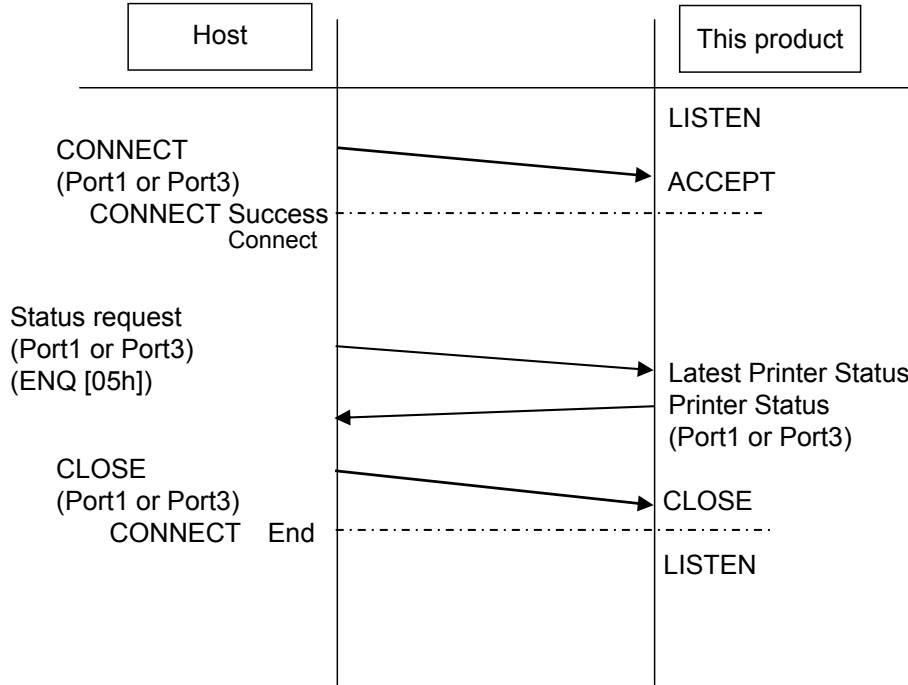 Host
This product
LISTEN
CONNECT
(Port1 or Port3)
ACCEPT
CONNECT Success
Connect
Status request
(Port1 or Port3)
(ENQ [05h])
Latest Printer Status
Printer Status
(Port1 or Port3)
CLOSE
(Port1 or Port3)
CLOSE
CONNECT End
LISTEN